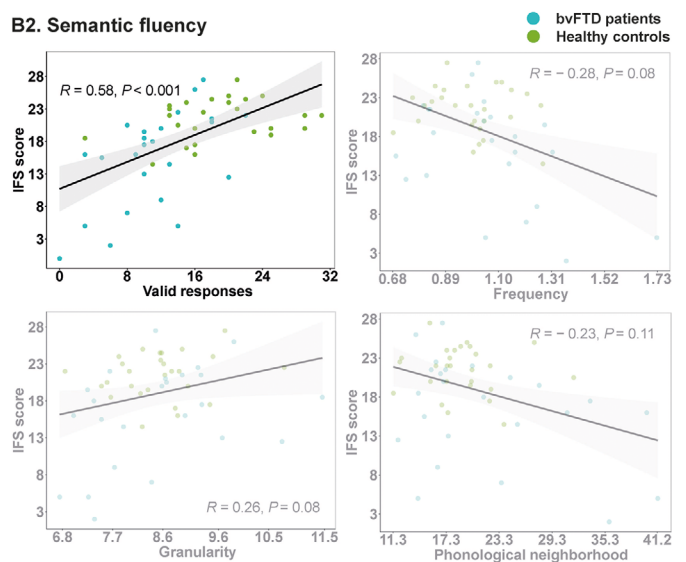 B2. Semantic fluency
bvFTD patients
Healthy controls
R = 0.58, P < 0.001
IFS score
28
23
18
13
8
3
0 8 16 24 32
Valid responses
R = − 0.28, P = 0.08
IFS score
28
23
18
13
8
3
0.68 0.89 1.10 1.31 1.52 1.73
Frequency
IFS score
28
23
18
13
8
3
R = 0.26, P = 0.08
6.8 7.7 8.6 9.6 10.5 11.5
Granularity
R = − 0.23, P = 0.11
IFS score
28
23
18
13
8
3
11.3 17.3 23.3 29.3 35.3 41.2
Phonological neighborhood